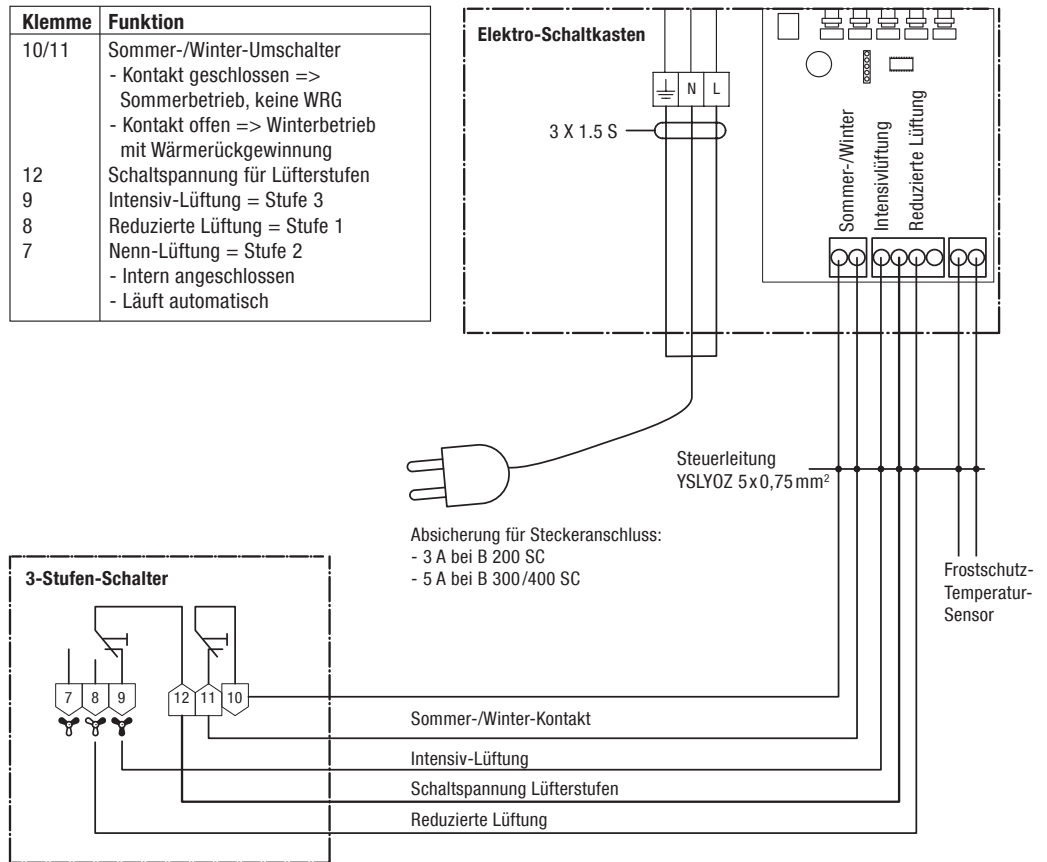 Klemme Funktion
10/11 Sommer-/Winter-Umschalter
- Kontakt geschlossen =>
Sommerbetrieb, keine WRG
- Kontakt offen => Winterbetrieb
mit Wärmerückgewinnung
12 Schaltspannung für Lüfterstufen
9 Intensiv-Lüftung = Stufe 3
8 Reduzierte Lüftung = Stufe 1
7 Nenn-Lüftung = Stufe 2
- Intern angeschlossen
- Läuft automatisch
Elektro-Schaltkasten
N L
3 X 1.5 S
Sommer-/Winter
Intensivlüftung
Reduzierte Lüftung
Steuerleitung
YSLYOZ 5x0,75mm²
Absicherung für Steckeranschluss:
- 3 A bei B 200 SC
- 5 A bei B 300/400 SC
Frostschutz-
Temperatur-
Sensor
3-Stufen-Schalter
7 8 9 12 11 10
Sommer-/Winter-Kontakt
Intensiv-Lüftung
Schaltspannung Lüfterstufen
Reduzierte Lüftung